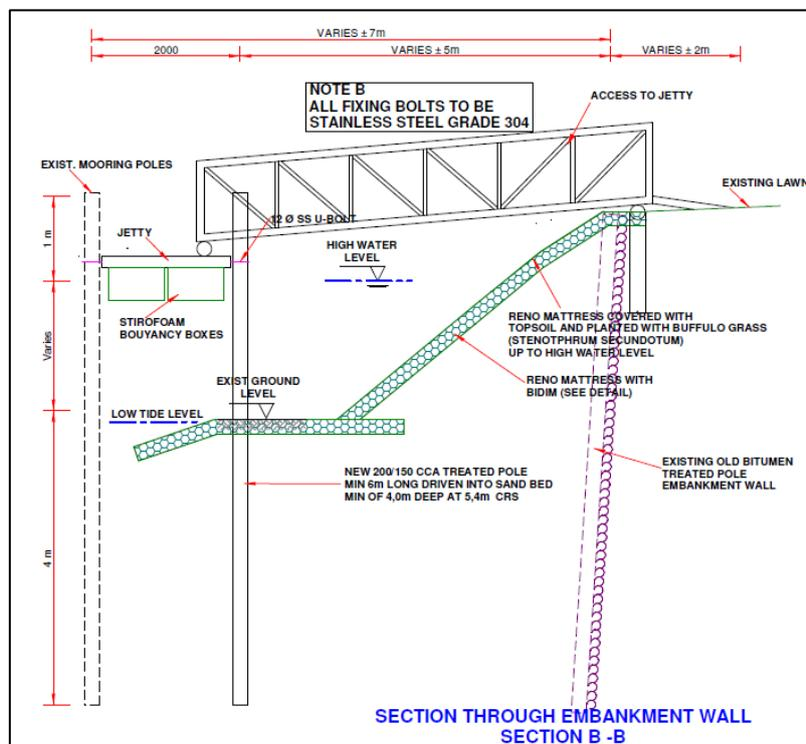 VARIES ± 7m
2000
VARIES ± 5m
VARIES ± 2m
NOTE B
ALL FIXING BOLTS TO BE
STAINLESS STEEL GRADE 304
ACCESS TO JETTY
EXIST. MOORING POLES
EXISTING LAWN
12 Ø SS U-BOLT
JETTY
1 m
HIGH WATER
LEVEL
STIROFOAM
BOUYANCY BOXES
RENO MATTRESS COVERED WITH
TOPSOIL AND PLANTED WITH BUFFULO GRASS
(STENOTPHRUM SECUNDOTUM)
UP TO HIGH WATER LEVEL
Varies
EXIST GROUND
LEVEL
RENO MATTRESS WITH
BIDIM (SEE DETAIL)
LOW TIDE LEVEL
EXISTING OLD BITUMEN
TREATED POLE
EMBANKMENT WALL
NEW 200/150 CCA TREATED POLE
MIN 6m LONG DRIVEN INTO SAND BED
MIN OF 4,0m DEEP AT 5,4m CRS
4 m
SECTION THROUGH EMBANKMENT WALL
SECTION B -B